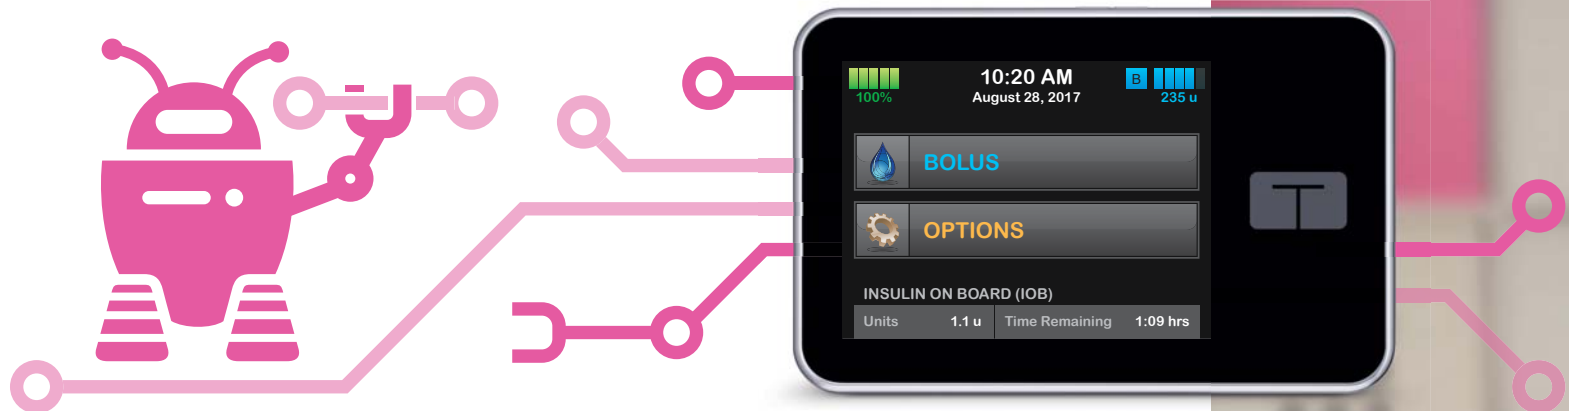 100%
10:20 AM
August 28, 2017
B
235 u
BOLUS
OPTIONS
INSULIN ON BOARD (IOB)
Units 1.1 u Time Remaining 1:09 hrs